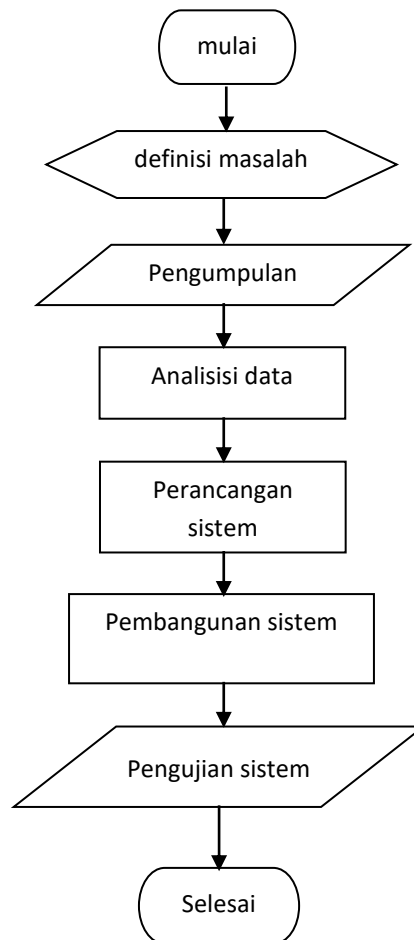 mulai
definisi masalah
Pengumpulan
Analisisi data
Perancangan
sistem
Pembangunan sistem
Pengujian sistem
Selesai